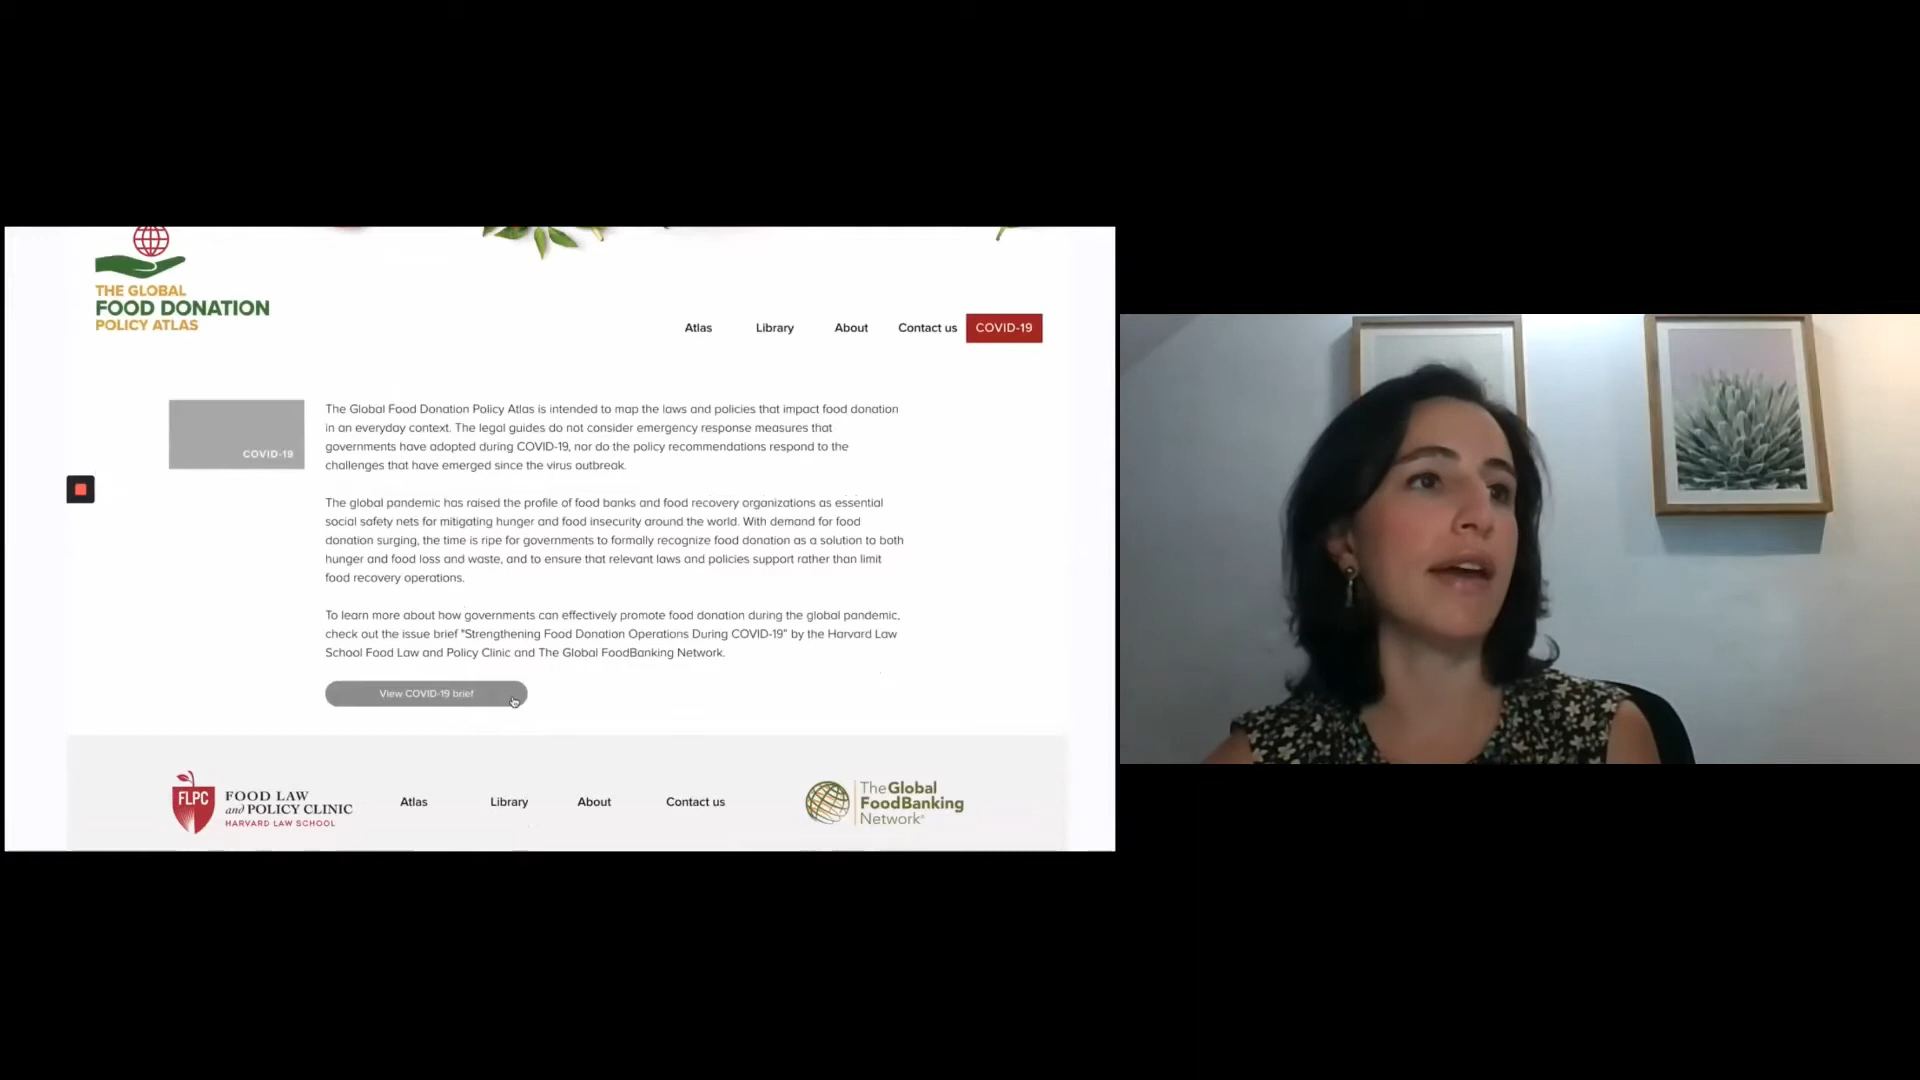 THE GLOBAL
FOOD DONATION
POLICY ATLAS
Atlas Library About Contact us COVID-19
COVID-19
The Global Food Donation Policy Atlas is intended to map the laws and policies that impact food donation
in an everyday context. The legal guides do not consider emergency response measures that
governments have adopted during COVID-19, nor do the policy recommendations respond to the
challenges that have emerged since the virus outbreak.
The global pandemic has raised the profile of food banks and food recovery organizations as essential
social safety nets for mitigating hunger and food insecurity around the world. With demand for food
donation surging, the time is ripe for governments to formally recognize food donation as a solution to both
hunger and food loss and waste, and to ensure that relevant laws and policies support rather than limit
food recovery operations.
To learn more about how governments can effectively promote food donation during the global pandemic,
check out the issue brief "Strengthening Food Donation Operations During COVID-19" by the Harvard Law
School Food Law and Policy Clinic and The Global FoodBanking Network.
View COVID-19 brief
FLPC
FOOD LAW
and POLICY CLINIC
HARVARD LAW SCHOOL
Atlas Library About Contact us
The Global
FoodBanking
Network